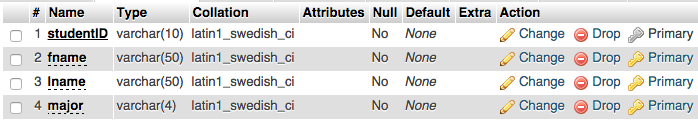 # Name Type Collation Attributes Null Default Extra Action
1 studentID varchar(10) latin1_swedish_ci No None Change Drop Primary
2 fname varchar(50) latin1_swedish_ci No None Change Drop Primary
3 lname varchar(50) latin1_swedish_ci No None Change Drop Primary
4 major varchar(4) latin1_swedish_ci No None Change Drop Primary